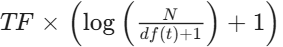 TF × (log(N/(df(t)+1)) + 1)